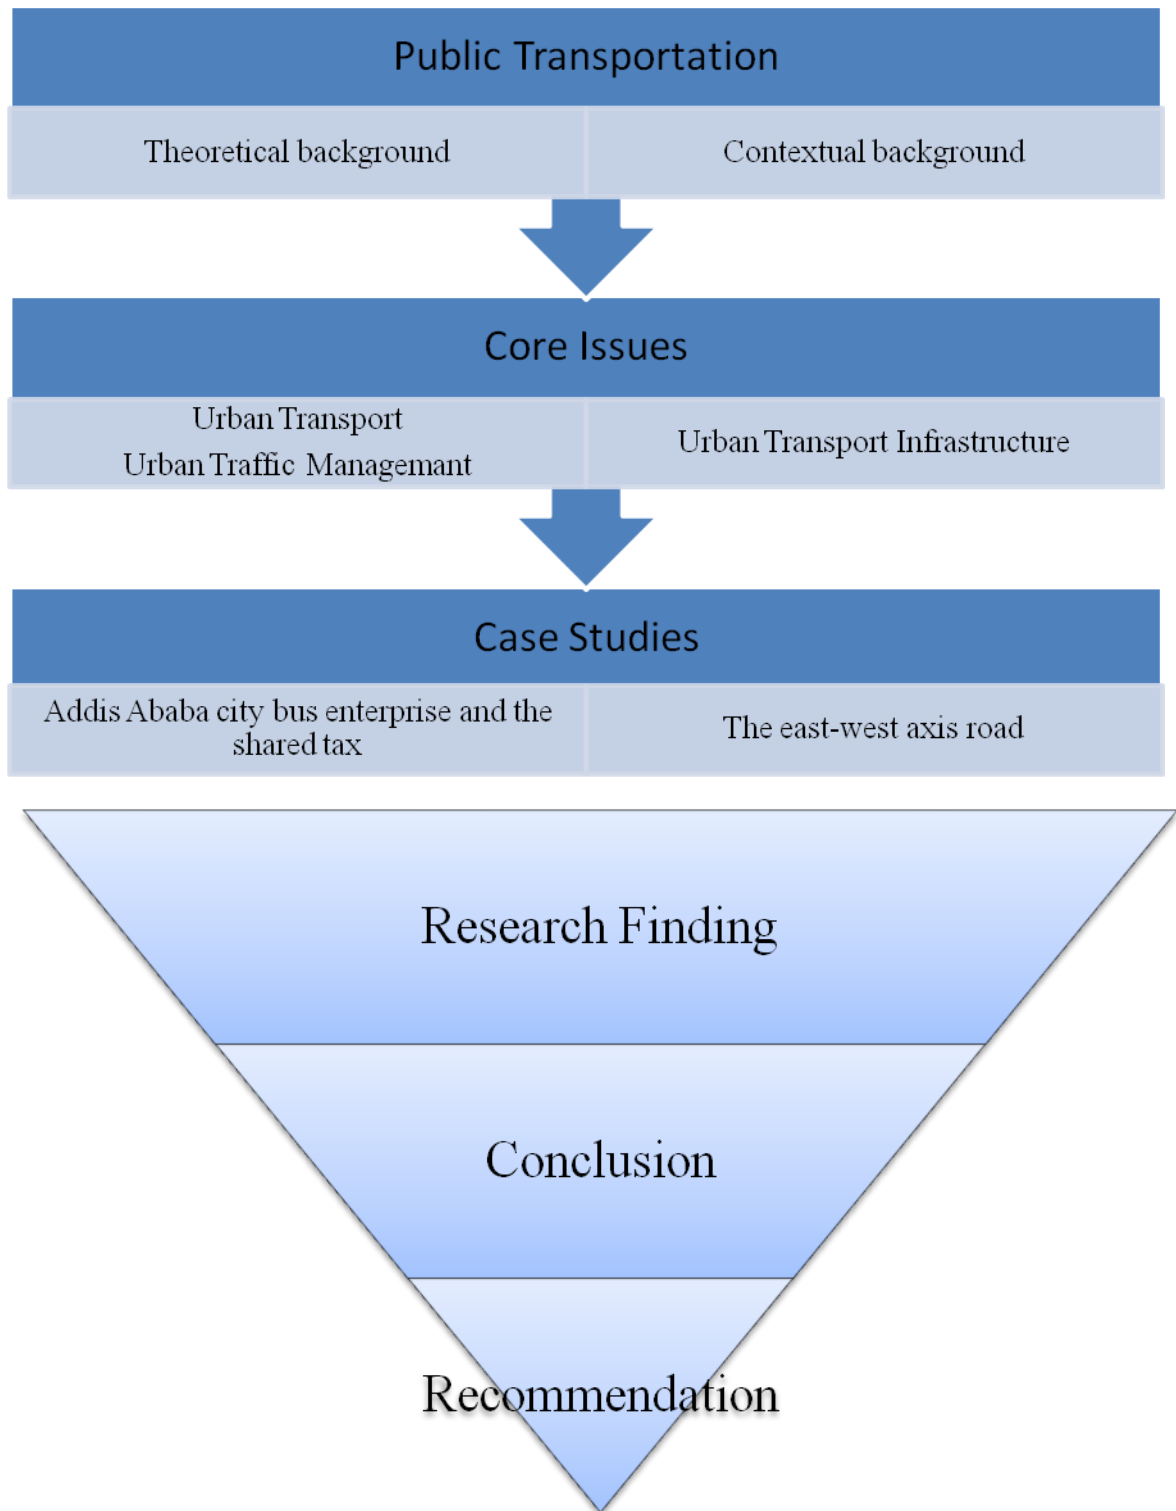 Public Transportation
Theoretical background
Contextual background
Core Issues
Urban Transport
Urban Traffic Managemant
Urban Transport Infrastructure
Case Studies
Addis Ababa city bus enterprise and the
shared tax
The east-west axis road
Research Finding
Conclusion
Recommendation